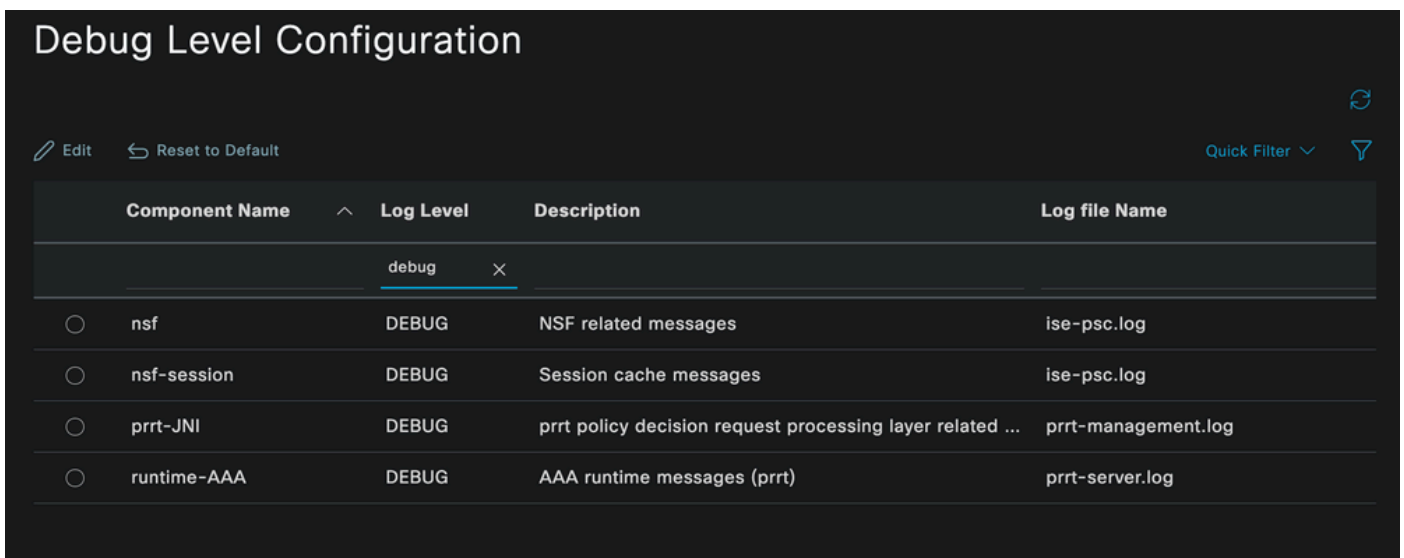 Debug Level Configuration
Edit Reset to Default Quick Filter
Component Name Log Level Description Log file Name
debug
nsf DEBUG NSF related messages ise-psc.log
nsf-session DEBUG Session cache messages ise-psc.log
prrt-JNI DEBUG prrt policy decision request processing layer related ... prrt-management.log
runtime-AAA DEBUG AAA runtime messages (prrt) prrt-server.log